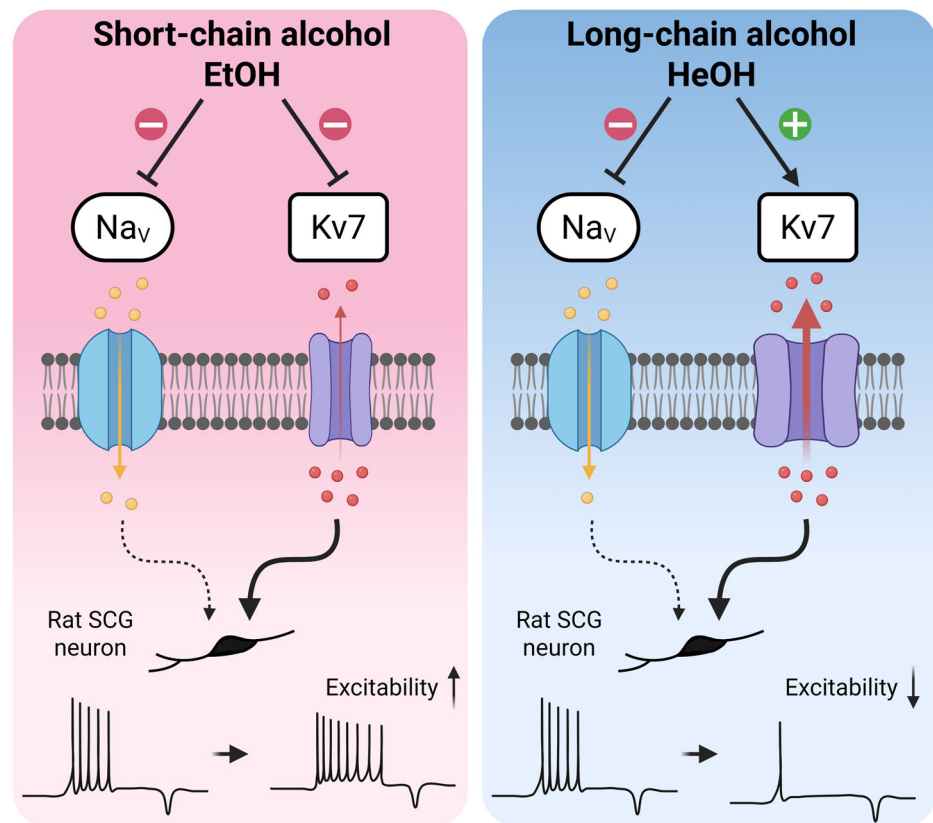 Short-chain alcohol
EtOH
−
−
Nav
Kv7
Rat SCG
neuron
Excitability
Long-chain alcohol
HeOH
−
+
Nav
Kv7
Rat SCG
neuron
Excitability